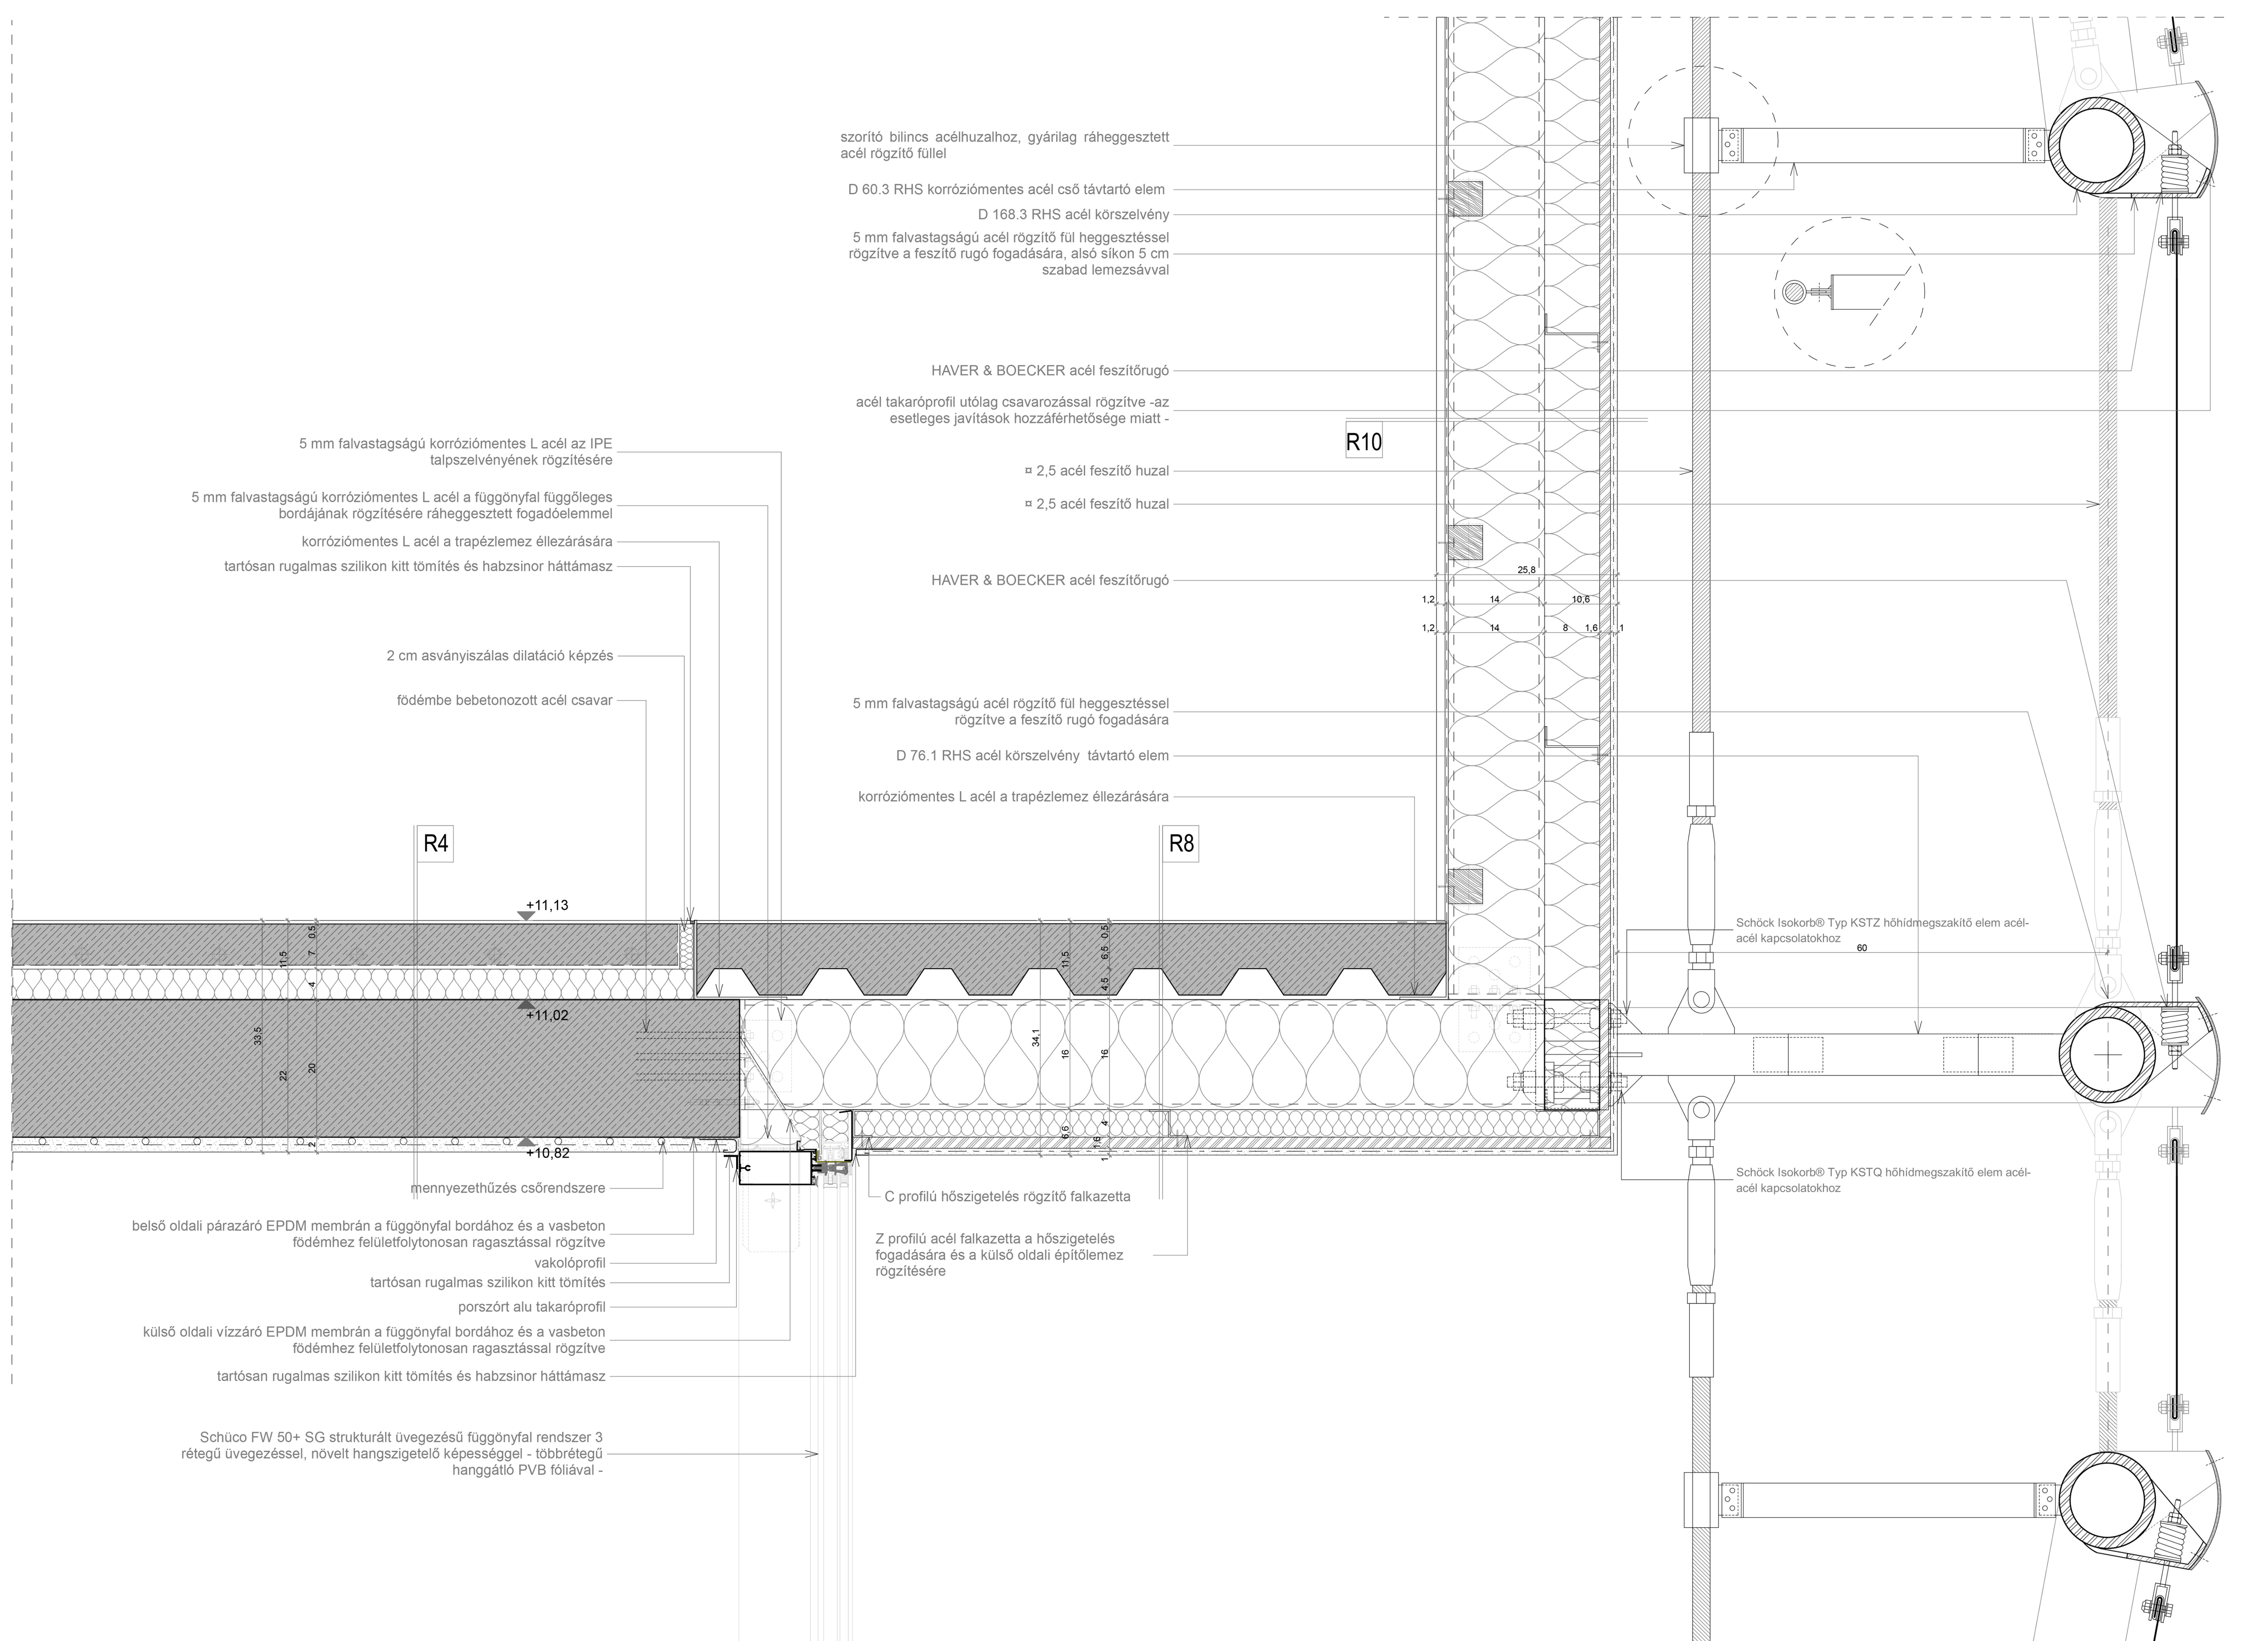 szorító bilincs acélhuzalhoz, gyárilag ráheggesztett
acél rögzítő füllel
D 60.3 RHS korróziómentes acél cső távtartó elem
D 168.3 RHS acél körszelvény
5 mm falvastagságú acél rögzítő fül heggesztéssel
rögzítve a feszítő rugó fogadására, alsó síkon 5 cm
szabad lemezsávval
HAVER & BOECKER acél feszítőrugó
acél takaróprofil utólag csavarozással rögzítve -az
esetleges javítások hozzáférhetősége miatt -
R10
¤ 2,5 acél feszítő huzal
¤ 2,5 acél feszítő huzal
HAVER & BOECKER acél feszítőrugó
25,8
1,2 14 10,6
1,2 14 8 1,6 1
5 mm falvastagságú acél rögzítő fül heggesztéssel
rögzítve a feszítő rugó fogadására
D 76.1 RHS acél körszelvény  távtartó elem
korróziómentes L acél a trapézlemez éllezárására
5 mm falvastagságú korróziómentes L acél az IPE
talpszelvényének rögzítésére
5 mm falvastagságú korróziómentes L acél a függönyfal függőleges
bordájának rögzítésére ráheggesztett fogadóelemmel
korróziómentes L acél a trapézlemez éllezárására
tartósan rugalmas szilikon kitt tömítés és habzsinor háttámasz
2 cm asványiszálas dilatáció képzés
födémbe bebetonozott acél csavar
R4
R8
+11,13
+11,02
+10,82
33,5
11,5
22
0,5
7
4
20
2
34,1
11,5
16
6,6
0,5
6,5
4,5
16
4
1,6
1
Schöck Isokorb® Typ KSTZ hőhídmegszakító elem acél-
acél kapcsolatokhoz
60
Schöck Isokorb® Typ KSTQ hőhídmegszakító elem acél-
acél kapcsolatokhoz
mennyezethűzés csőrendszere
belső oldali párazáró EPDM membrán a függönyfal bordához és a vasbeton
födémhez felületfolytonosan ragasztással rögzítve
vakolóprofil
tartósan rugalmas szilikon kitt tömítés
porszórt alu takaróprofil
külső oldali vízzáró EPDM membrán a függönyfal bordához és a vasbeton
födémhez felületfolytonosan ragasztással rögzítve
tartósan rugalmas szilikon kitt tömítés és habzsinor háttámasz
Schüco FW 50+ SG strukturált üvegezésű függönyfal rendszer 3
rétegű üvegezéssel, növelt hangszigetelő képességgel - többrétegű
hanggátló PVB fóliával -
C profilú hőszigetelés rögzítő falkazetta
Z profilú acél falkazetta a hőszigetelés
fogadására és a külső oldali építőlemez
rögzítésére